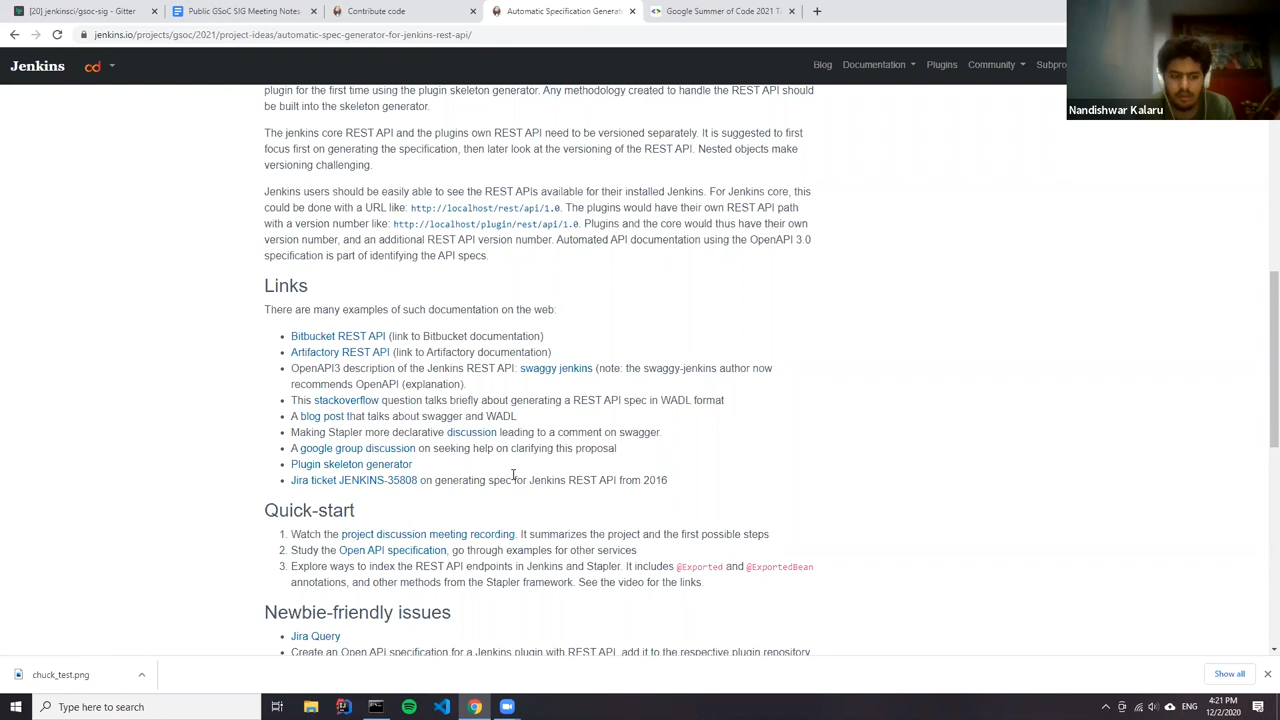 [20] jenkinsci/gsoc-sig - Gitter
Public GSoC SIG Meeting Notes
Contribute code
Automatic Specification Genera
Google Summer of Code 2021 T
jenkins.io/projects/gsoc/2021/project-ideas/automatic-spec-generator-for-jenkins-rest-api/
Jenkins cd Blog Documentation Plugins Community Subpro
Nandishwar Kalaru
plugin for the first time using the plugin skeleton generator. Any methodology created to handle the REST API should
be built into the skeleton generator.
The jenkins core REST API and the plugins own REST API need to be versioned separately. It is suggested to first
focus first on generating the specification, then later look at the versioning of the REST API. Nested objects make
versioning challenging.
Jenkins users should be easily able to see the REST APIs available for their installed Jenkins. For Jenkins core, this
could be done with a URL like: http://localhost/rest/api/1.0. The plugins would have their own REST API path
with a version number like: http://localhost/plugin/rest/api/1.0. Plugins and the core would thus have their own
version number, and an additional REST API version number. Automated API documentation using the OpenAPI 3.0
specification is part of identifying the API specs.
Links
There are many examples of such documentation on the web:
• Bitbucket REST API (link to Bitbucket documentation)
• Artifactory REST API (link to Artifactory documentation)
• OpenAPI3 description of the Jenkins REST API: swaggy jenkins (note: the swaggy-jenkins author now
recommends OpenAPI (explanation).
• This stackoverflow question talks briefly about generating a REST API spec in WADL format
• A blog post that talks about swagger and WADL
• Making Stapler more declarative discussion leading to a comment on swagger.
• A google group discussion on seeking help on clarifying this proposal
• Plugin skeleton generator
• Jira ticket JENKINS-35808 on generating spec for Jenkins REST API from 2016
Quick-start
1. Watch the project discussion meeting recording. It summarizes the project and the first possible steps
2. Study the Open API specification, go through examples for other services
3. Explore ways to index the REST API endpoints in Jenkins and Stapler. It includes @Exported and @ExportedBean
annotations, and other methods from the Stapler framework. See the video for the links.
Newbie-friendly issues
• Jira Query
• Create an Open API specification for a Jenkins plugin with REST API, add it to the respective plugin repository
chuck_test.png
Show all
Type here to search
ENG
4:21 PM
12/2/2020